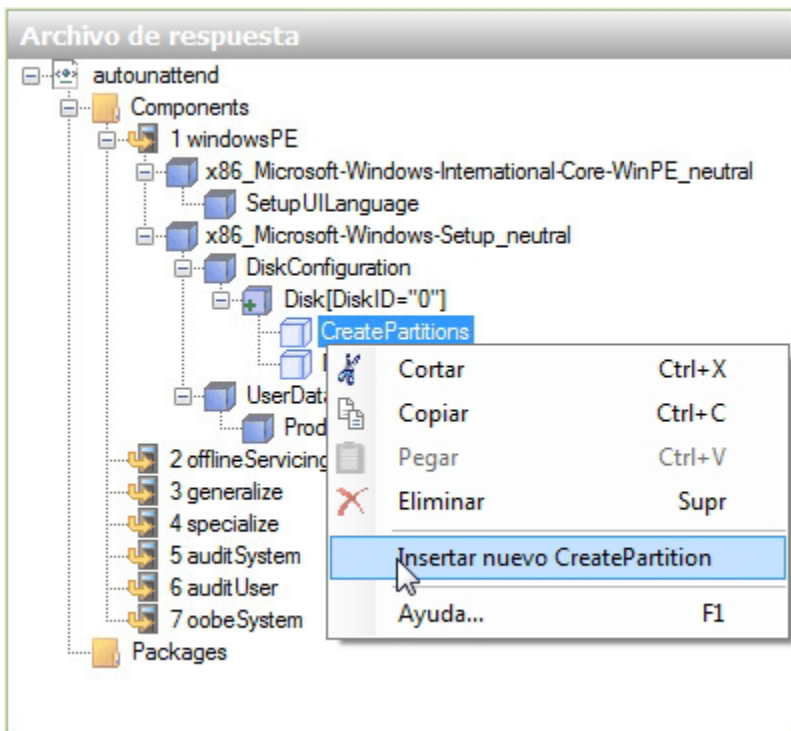 Archivo de respuesta
autounattend
Components
1 windowsPE
x86_Microsoft-Windows-International-Core-WinPE_neutral
SetupUILanguage
x86_Microsoft-Windows-Setup_neutral
DiskConfiguration
Disk[DiskID="0"]
CreatePartitions
Cortar Ctrl+X
UserData
Copiar Ctrl+C
Prod
2 offlineServicing
Pegar Ctrl+V
3 generalize
Eliminar Supr
4 specialize
5 auditSystem
Insertar nuevo CreatePartition
6 auditUser
7 oobeSystem
Ayuda... F1
Packages